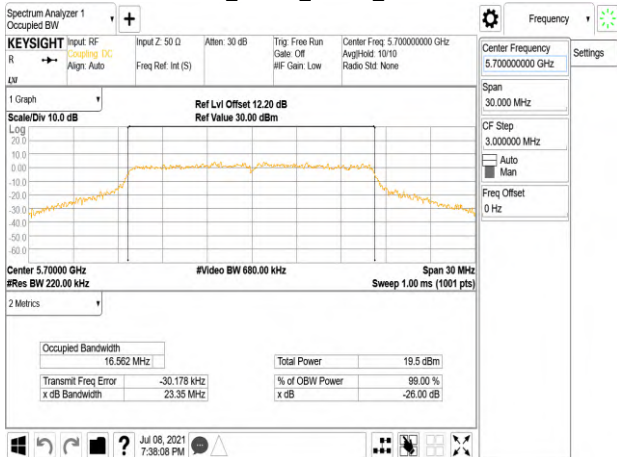 Spectrum Analyzer 1
Occupied BW
Frequency
KEYSIGHT
R
Input: RF
Coupling: DC
Align: Auto
Input Z: 50 Ω
Freq Ref: Int (S)
Atten: 30 dB
Trig: Free Run
Gate: Off
#IF Gain: Low
Center Freq: 5.700000000 GHz
Avg|Hold: 10/10
Radio Std: None
Center Frequency
5.700000000 GHz
Settings
Span
30.000 MHz
CF Step
3.000000 MHz
Auto
Man
Freq Offset
0 Hz
1 Graph
Scale/Div 10.0 dB
Ref Lvl Offset 12.20 dB
Ref Value 30.00 dBm
Log
20.0
10.0
0.00
-10.0
-20.0
-30.0
-40.0
-50.0
-60.0
Center 5.70000 GHz
#Res BW 220.00 kHz
#Video BW 680.00 kHz
Span 30 MHz
Sweep 1.00 ms (1001 pts)
2 Metrics
Occupied Bandwidth
16.562 MHz
Transmit Freq Error -30.178 kHz
x dB Bandwidth 23.35 MHz
Total Power 19.5 dBm
% of OBW Power 99.00 %
x dB -26.00 dB
Jul 08, 2021
7:38:08 PM